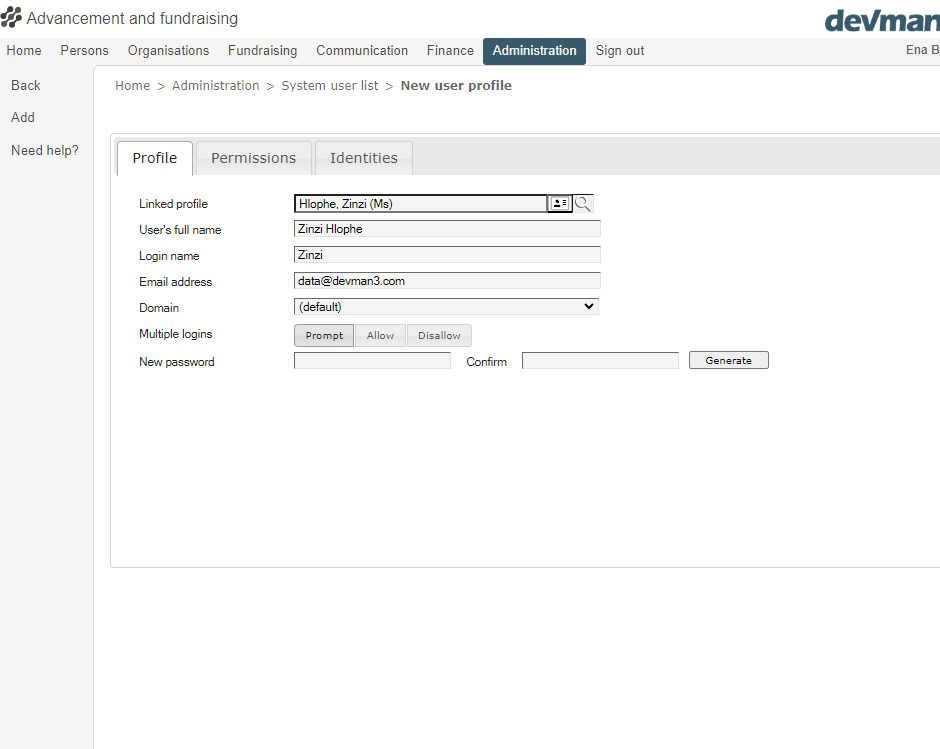 Advancement and fundraising
devman
Home Persons Organisations Fundraising Communication Finance Administration Sign out Ena B
Back
Add
Need help?
Home > Administration > System user list > New user profile
Profile Permissions Identities
Linked profile Hlophe, Zinzi (Ms)
User's full name Zinzi Hlophe
Login name Zinzi
Email address data@devman3.com
Domain (default)
Multiple logins Prompt Allow Disallow
New password Confirm Generate